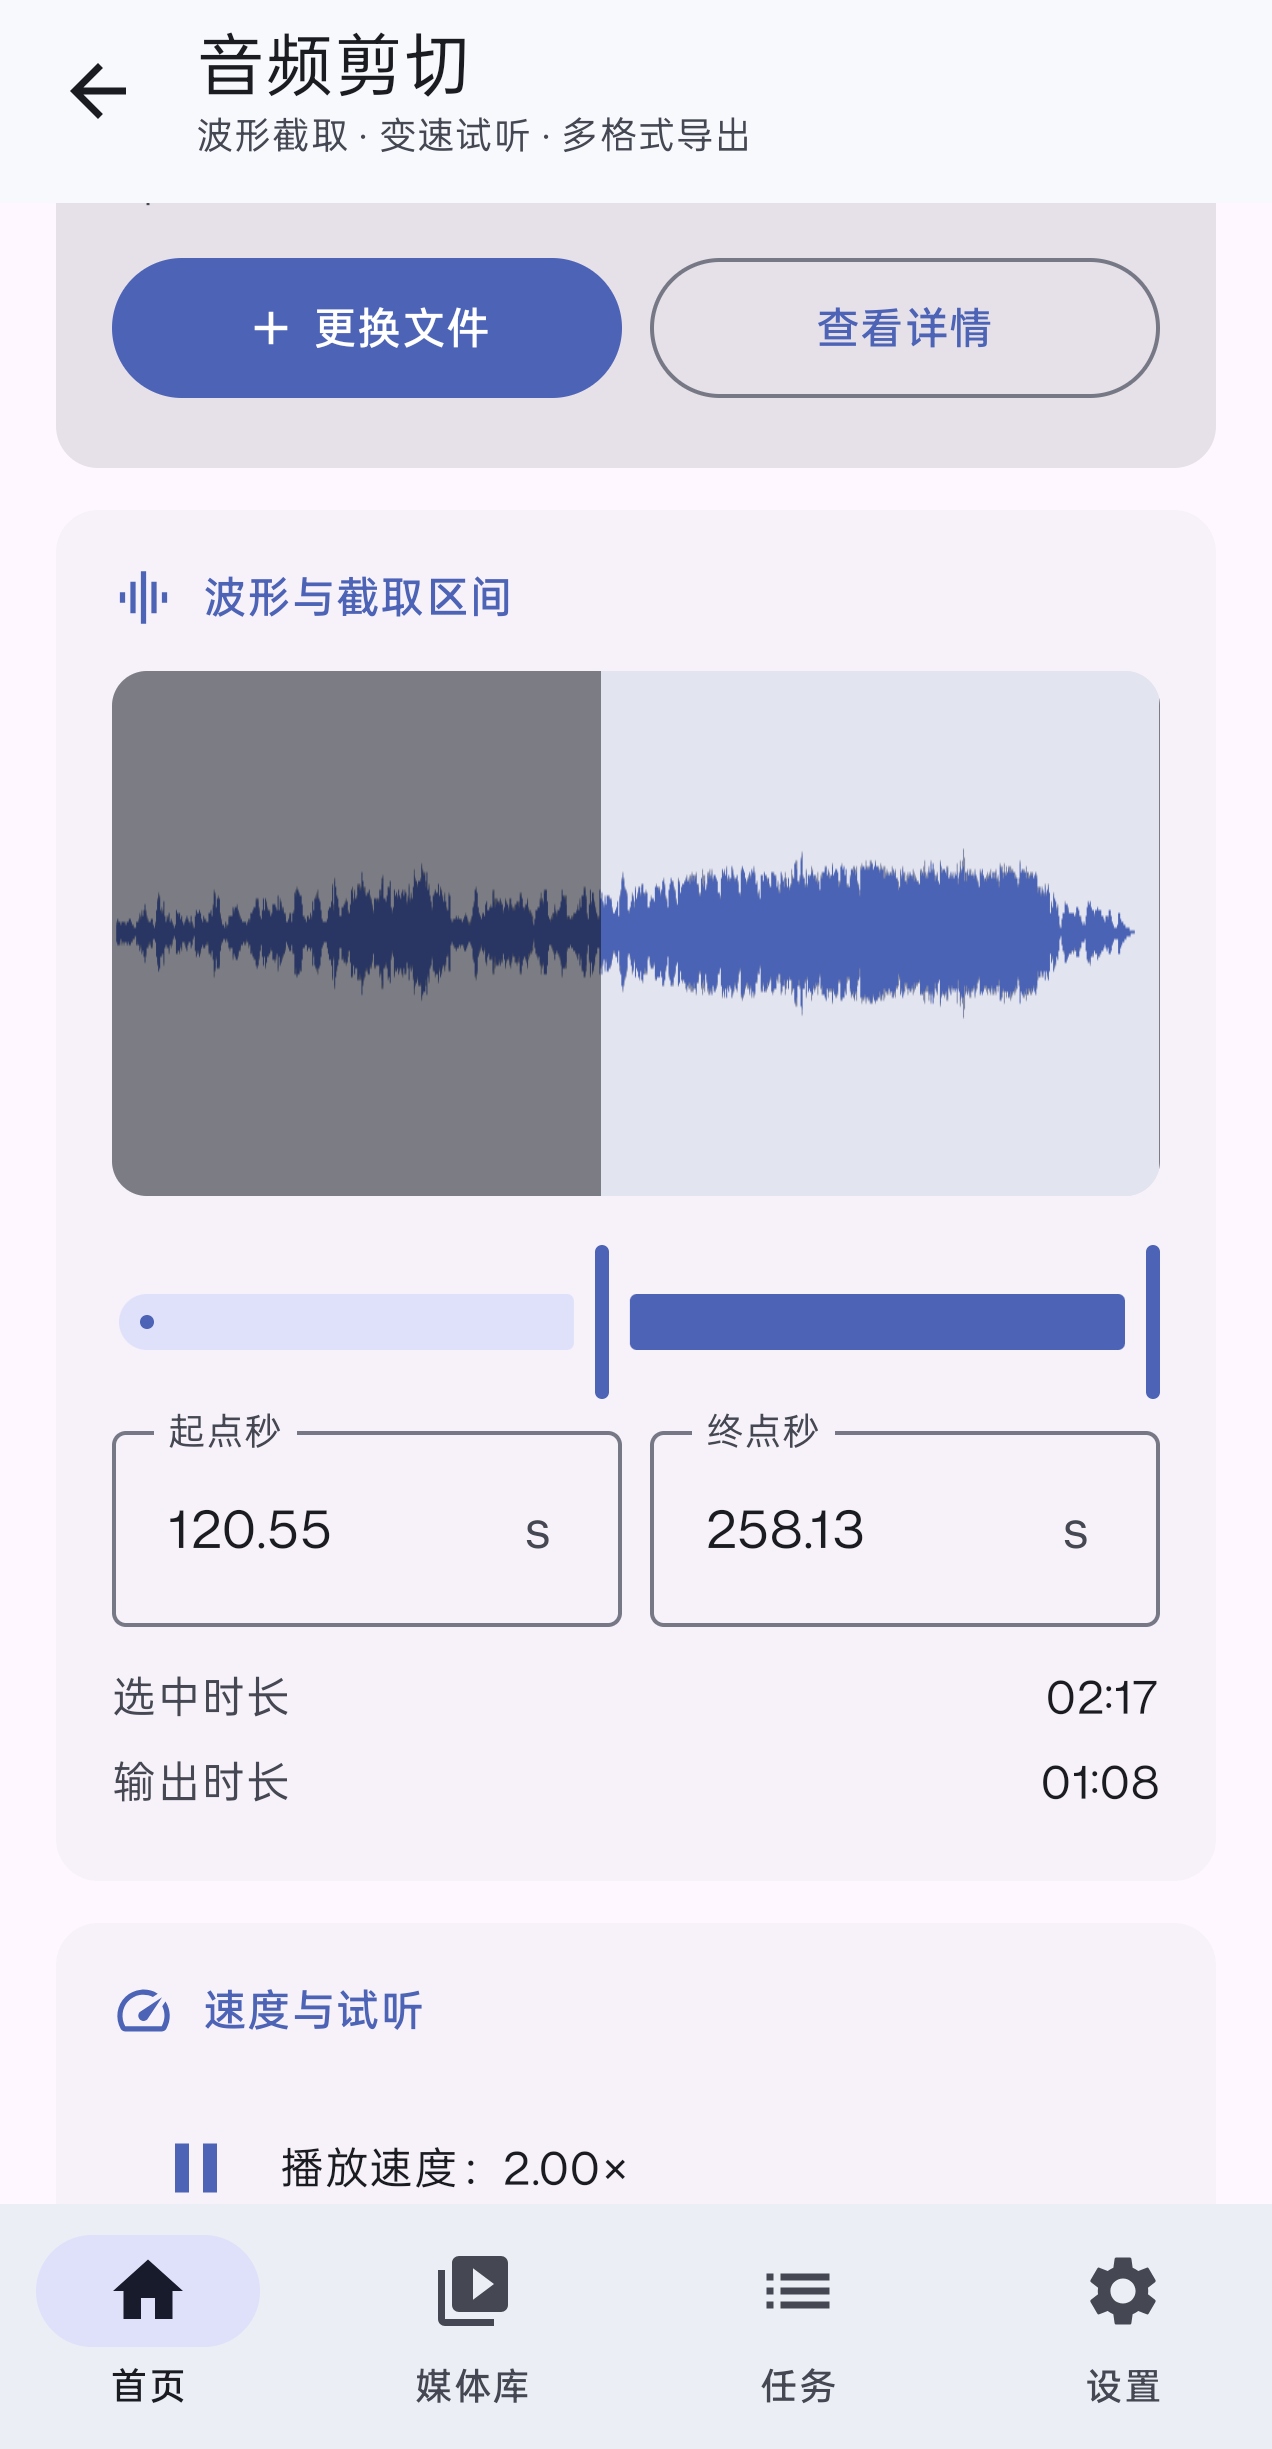 音频剪切
波形截取 · 变速试听 · 多格式导出
+ 更换文件
查看详情
波形与截取区间
起点秒
终点秒
120.55 s
258.13 s
选中时长 02:17
输出时长 01:08
速度与试听
播放速度：2.00×
首页
媒体库
任务
设置